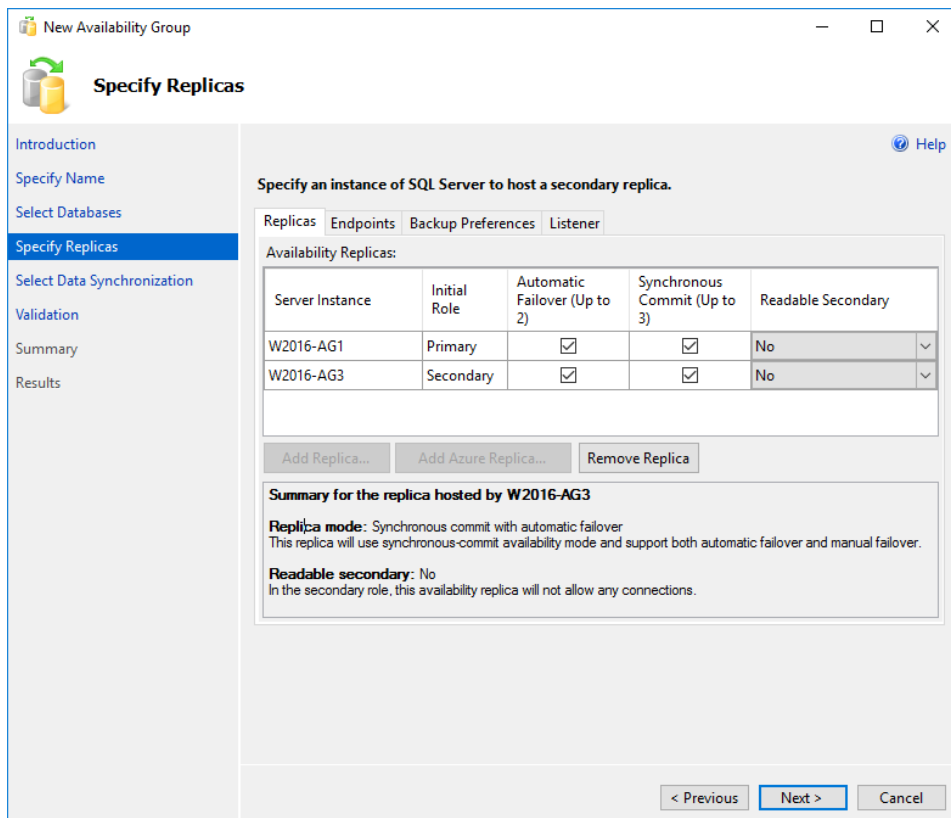 New Availability Group
Specify Replicas
Introduction
Help
Specify Name
Specify an instance of SQL Server to host a secondary replica.
Select Databases
Replicas Endpoints Backup Preferences Listener
Specify Replicas
Availability Replicas:
Select Data Synchronization
Validation
Summary
Results
Server Instance
Initial
Role
Automatic
Failover (Up to
2)
Synchronous
Commit (Up to
3)
Readable Secondary
W2016-AG1 Primary No
W2016-AG3 Secondary No
Add Replica... Add Azure Replica... Remove Replica
Summary for the replica hosted by W2016-AG3
Replica mode: Synchronous commit with automatic failover
This replica will use synchronous-commit availability mode and support both automatic failover and manual failover.
Readable secondary: No
In the secondary role, this availability replica will not allow any connections.
< Previous Next > Cancel